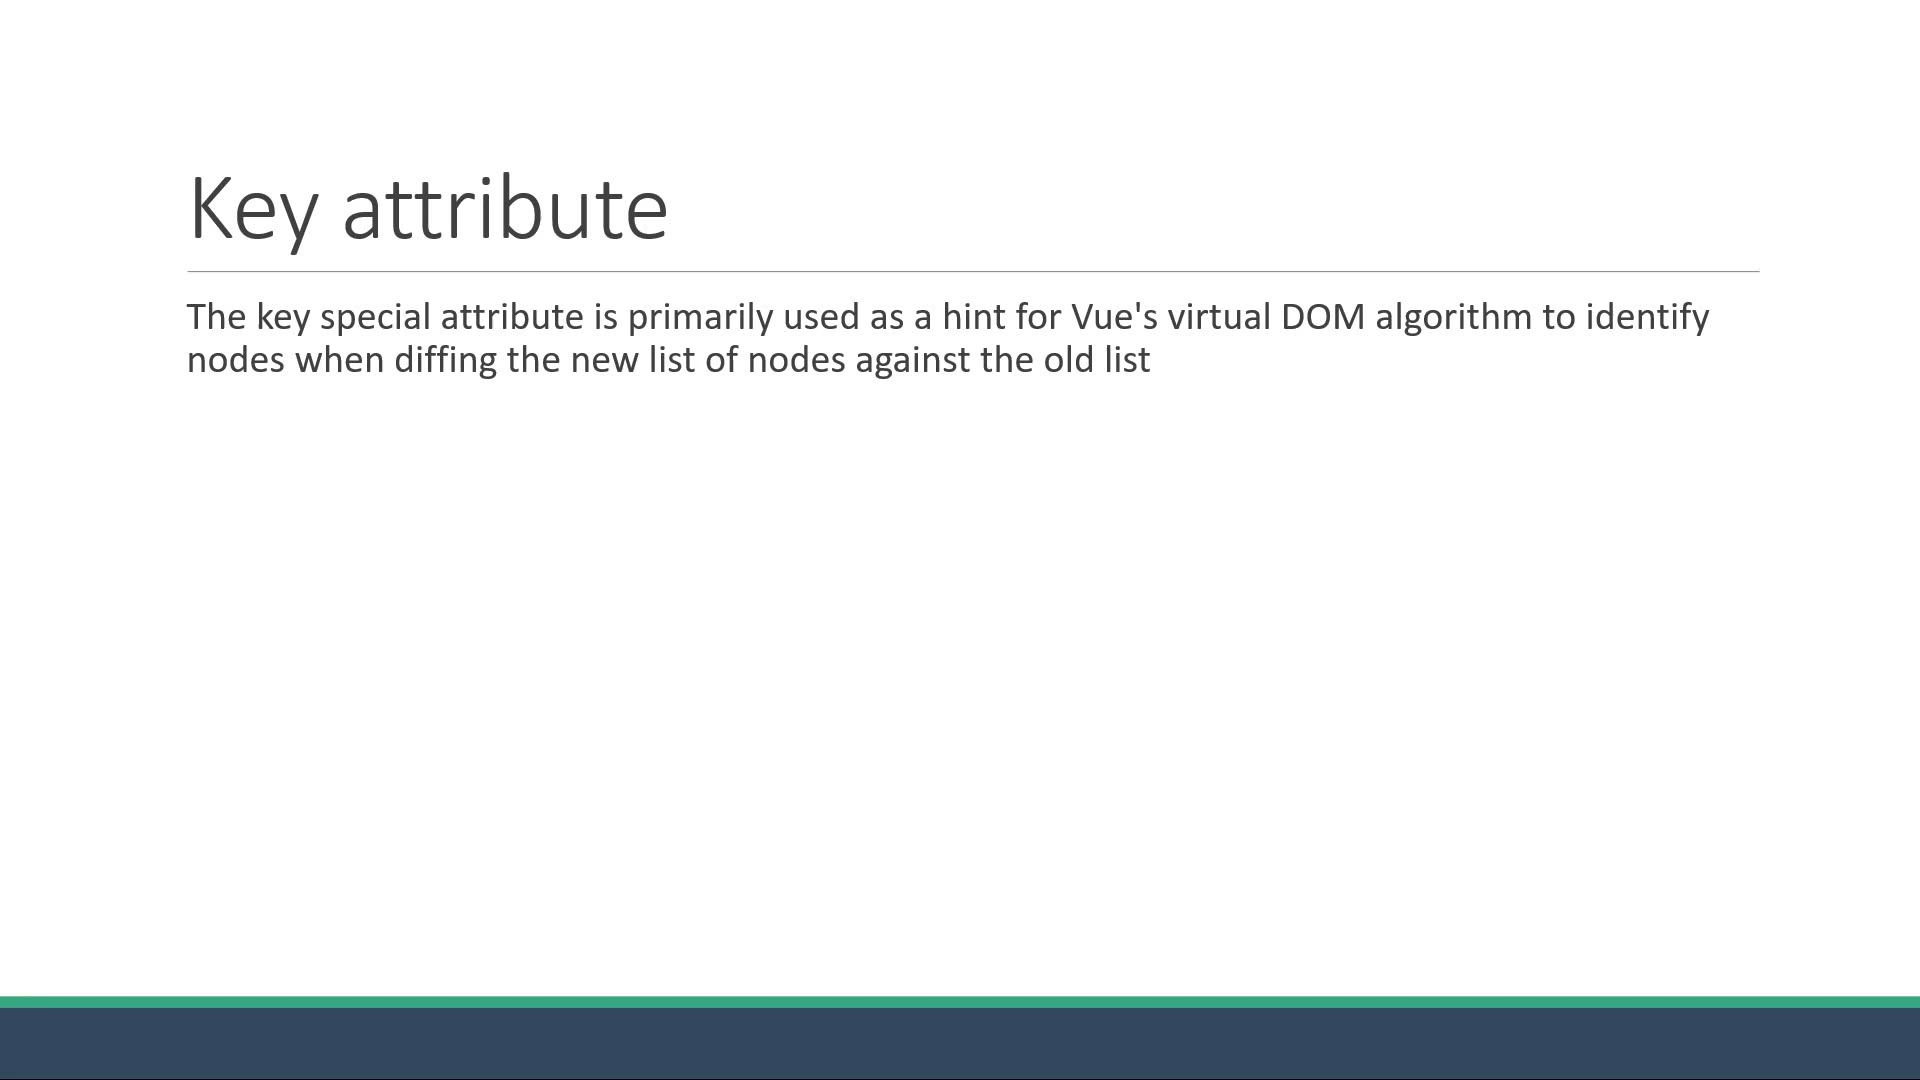 Key attribute
The key special attribute is primarily used as a hint for Vue's virtual DOM algorithm to identify
nodes when diffing the new list of nodes against the old list